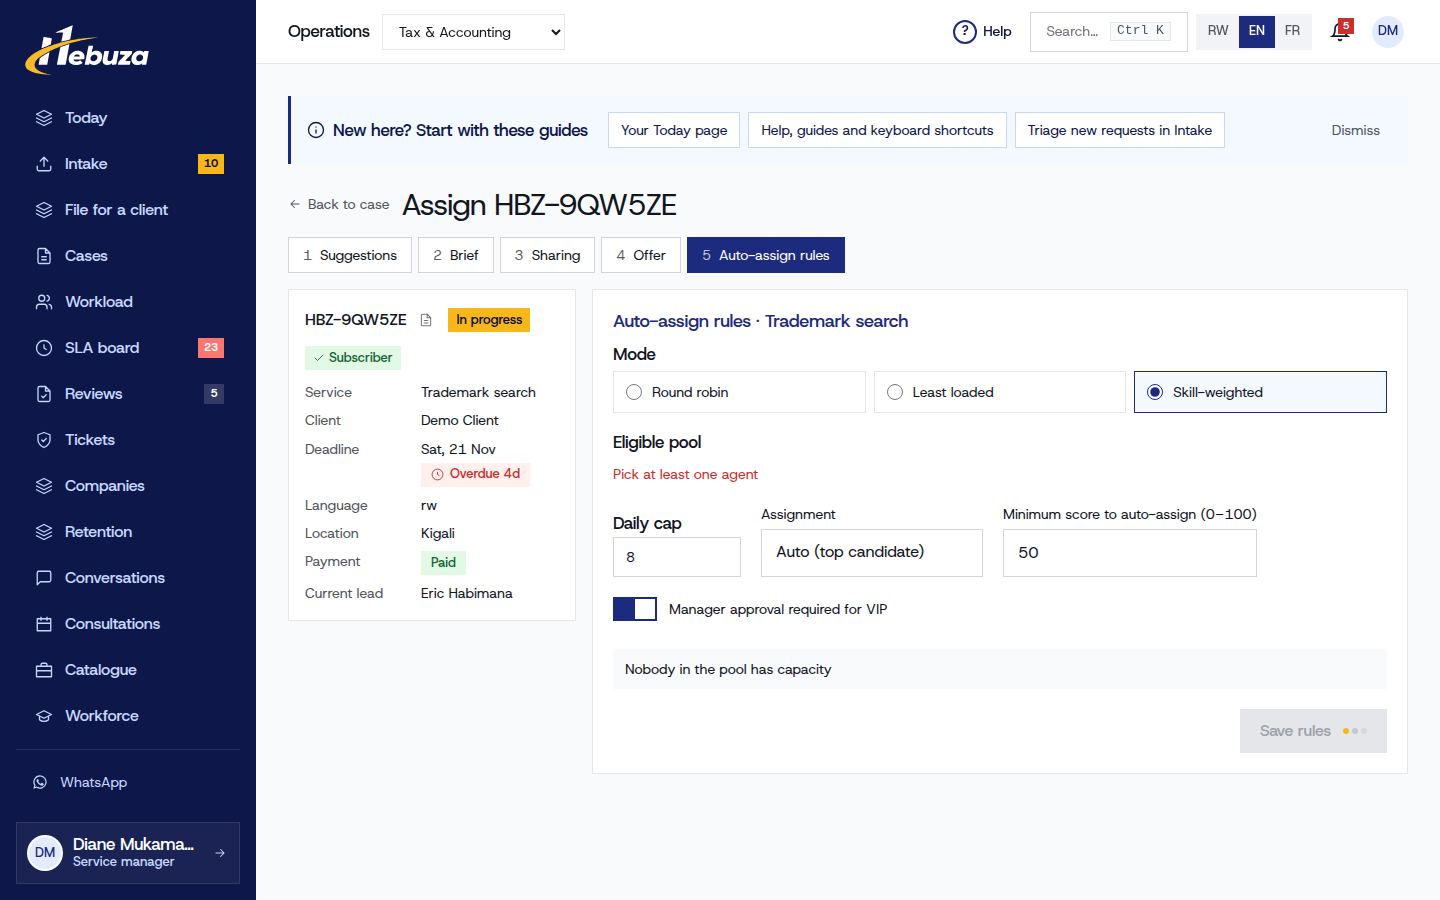 Hebuza
Today
Intake 10
File for a client
Cases
Workload
SLA board 23
Reviews 5
Tickets
Companies
Retention
Conversations
Consultations
Catalogue
Workforce
WhatsApp
DM Diane Mukama...
Service manager
Operations Tax & Accounting
? Help Search... Ctrl K RW EN FR 5 DM
New here? Start with these guides Your Today page Help, guides and keyboard shortcuts Triage new requests in Intake Dismiss
Back to case Assign HBZ-9QW5ZE
1 Suggestions 2 Brief 3 Sharing 4 Offer 5 Auto-assign rules
HBZ-9QW5ZE In progress
Subscriber
Service Trademark search
Client Demo Client
Deadline Sat, 21 Nov
Overdue 4d
Language rw
Location Kigali
Payment Paid
Current lead Eric Habimana
Auto-assign rules · Trademark search
Mode
Round robin Least loaded Skill-weighted
Eligible pool
Pick at least one agent
Daily cap Assignment Minimum score to auto-assign (0-100)
8 Auto (top candidate) 50
Manager approval required for VIP
Nobody in the pool has capacity
Save rules